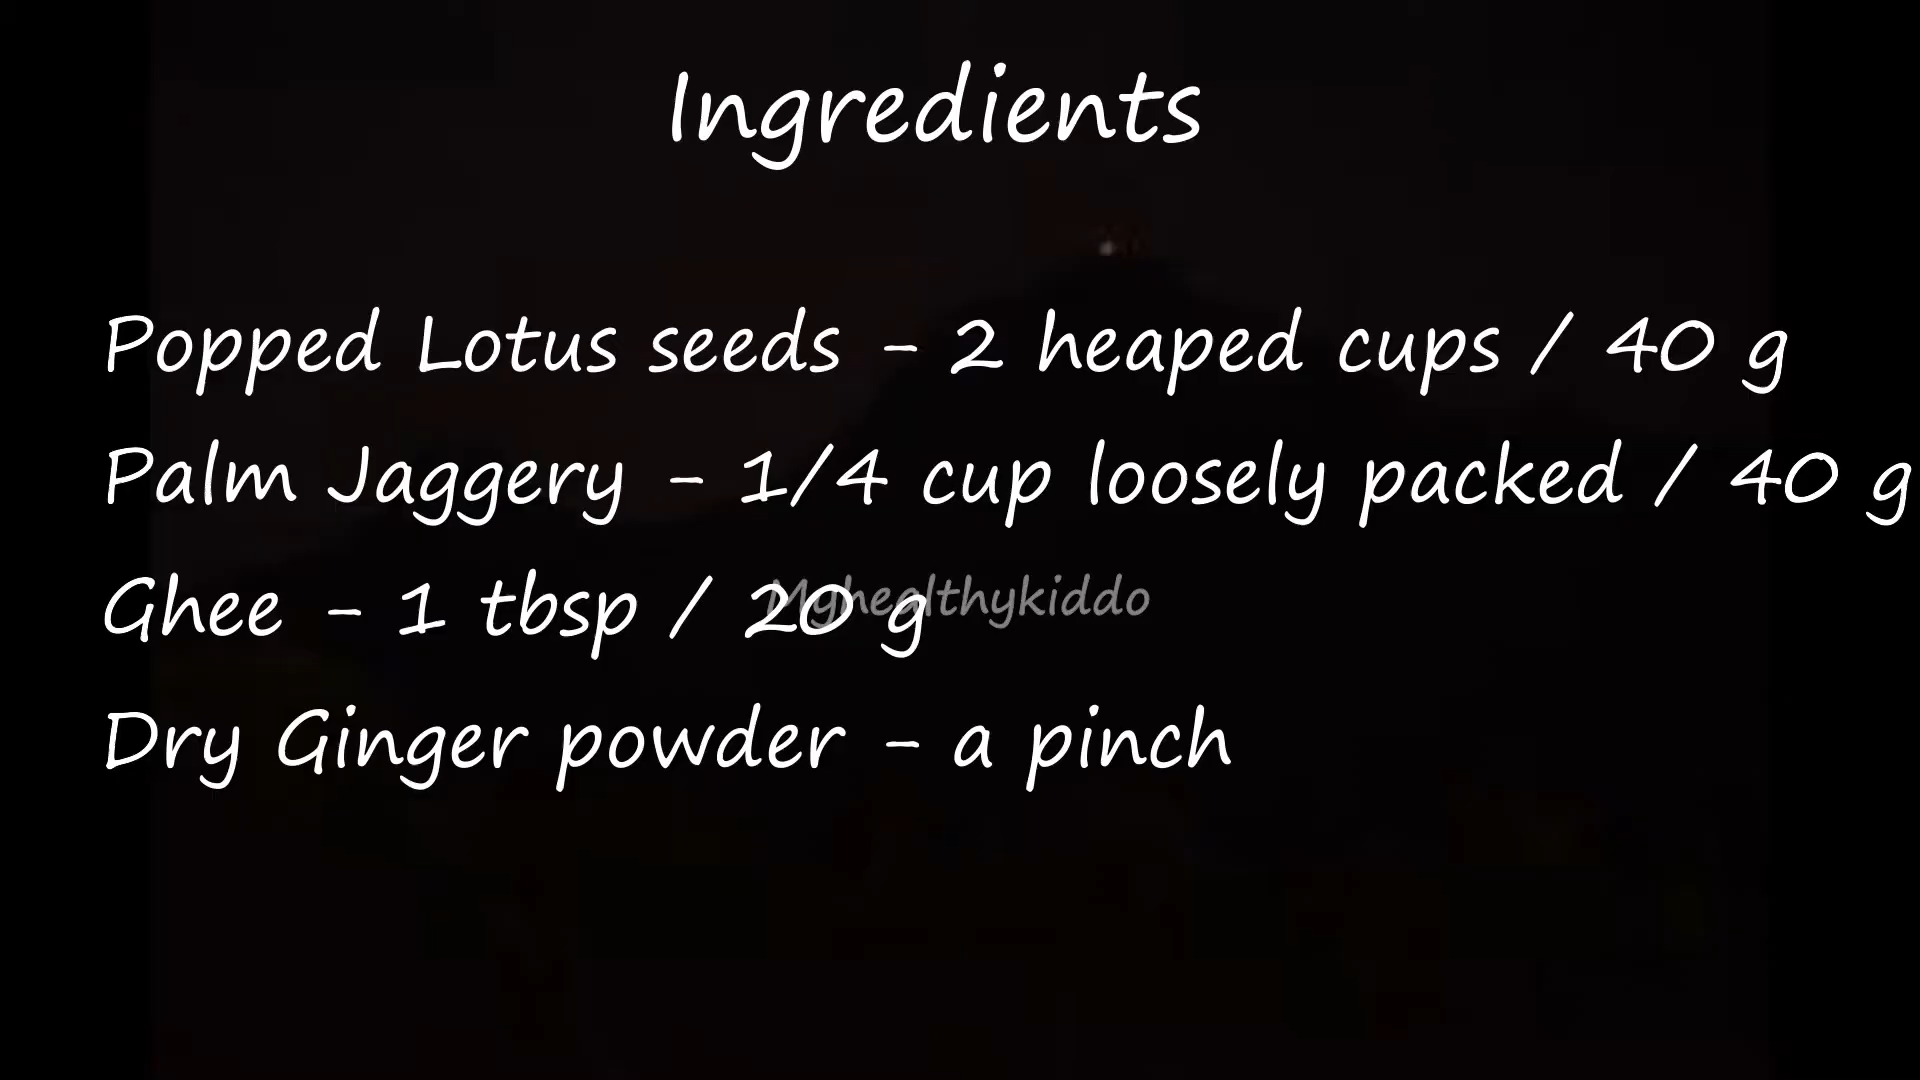 Ingredients
Popped Lotus seeds - 2 heaped cups / 40 g
Palm Jaggery - 1/4 cup loosely packed / 40 g
Ghee - 1 tbsp / 20 g
Myhealthykiddo
Dry Ginger powder - a pinch